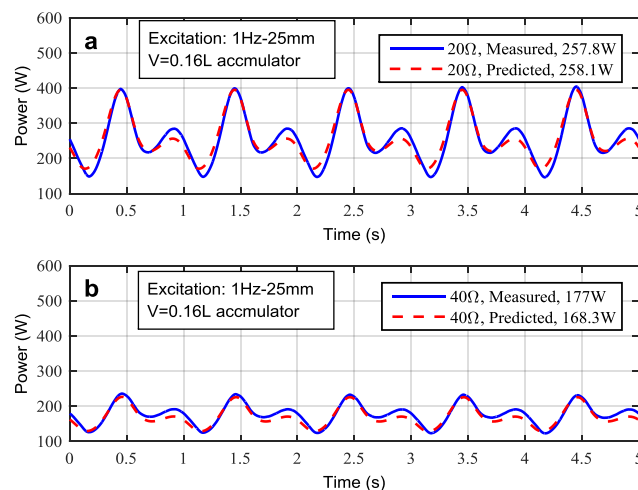 600
500
400
300
200
100
Power (W)
a
Excitation: 1Hz-25mm
V=0.16L accmulator
20Ω, Measured, 257.8W
20Ω, Predicted, 258.1W
0 0.5 1 1.5 2 2.5 3 3.5 4 4.5 5
Time (s)
600
500
400
300
200
100
Power (W)
b
Excitation: 1Hz-25mm
V=0.16L accmulator
40Ω, Measured, 177W
40Ω, Predicted, 168.3W
0 0.5 1 1.5 2 2.5 3 3.5 4 4.5 5
Time (s)